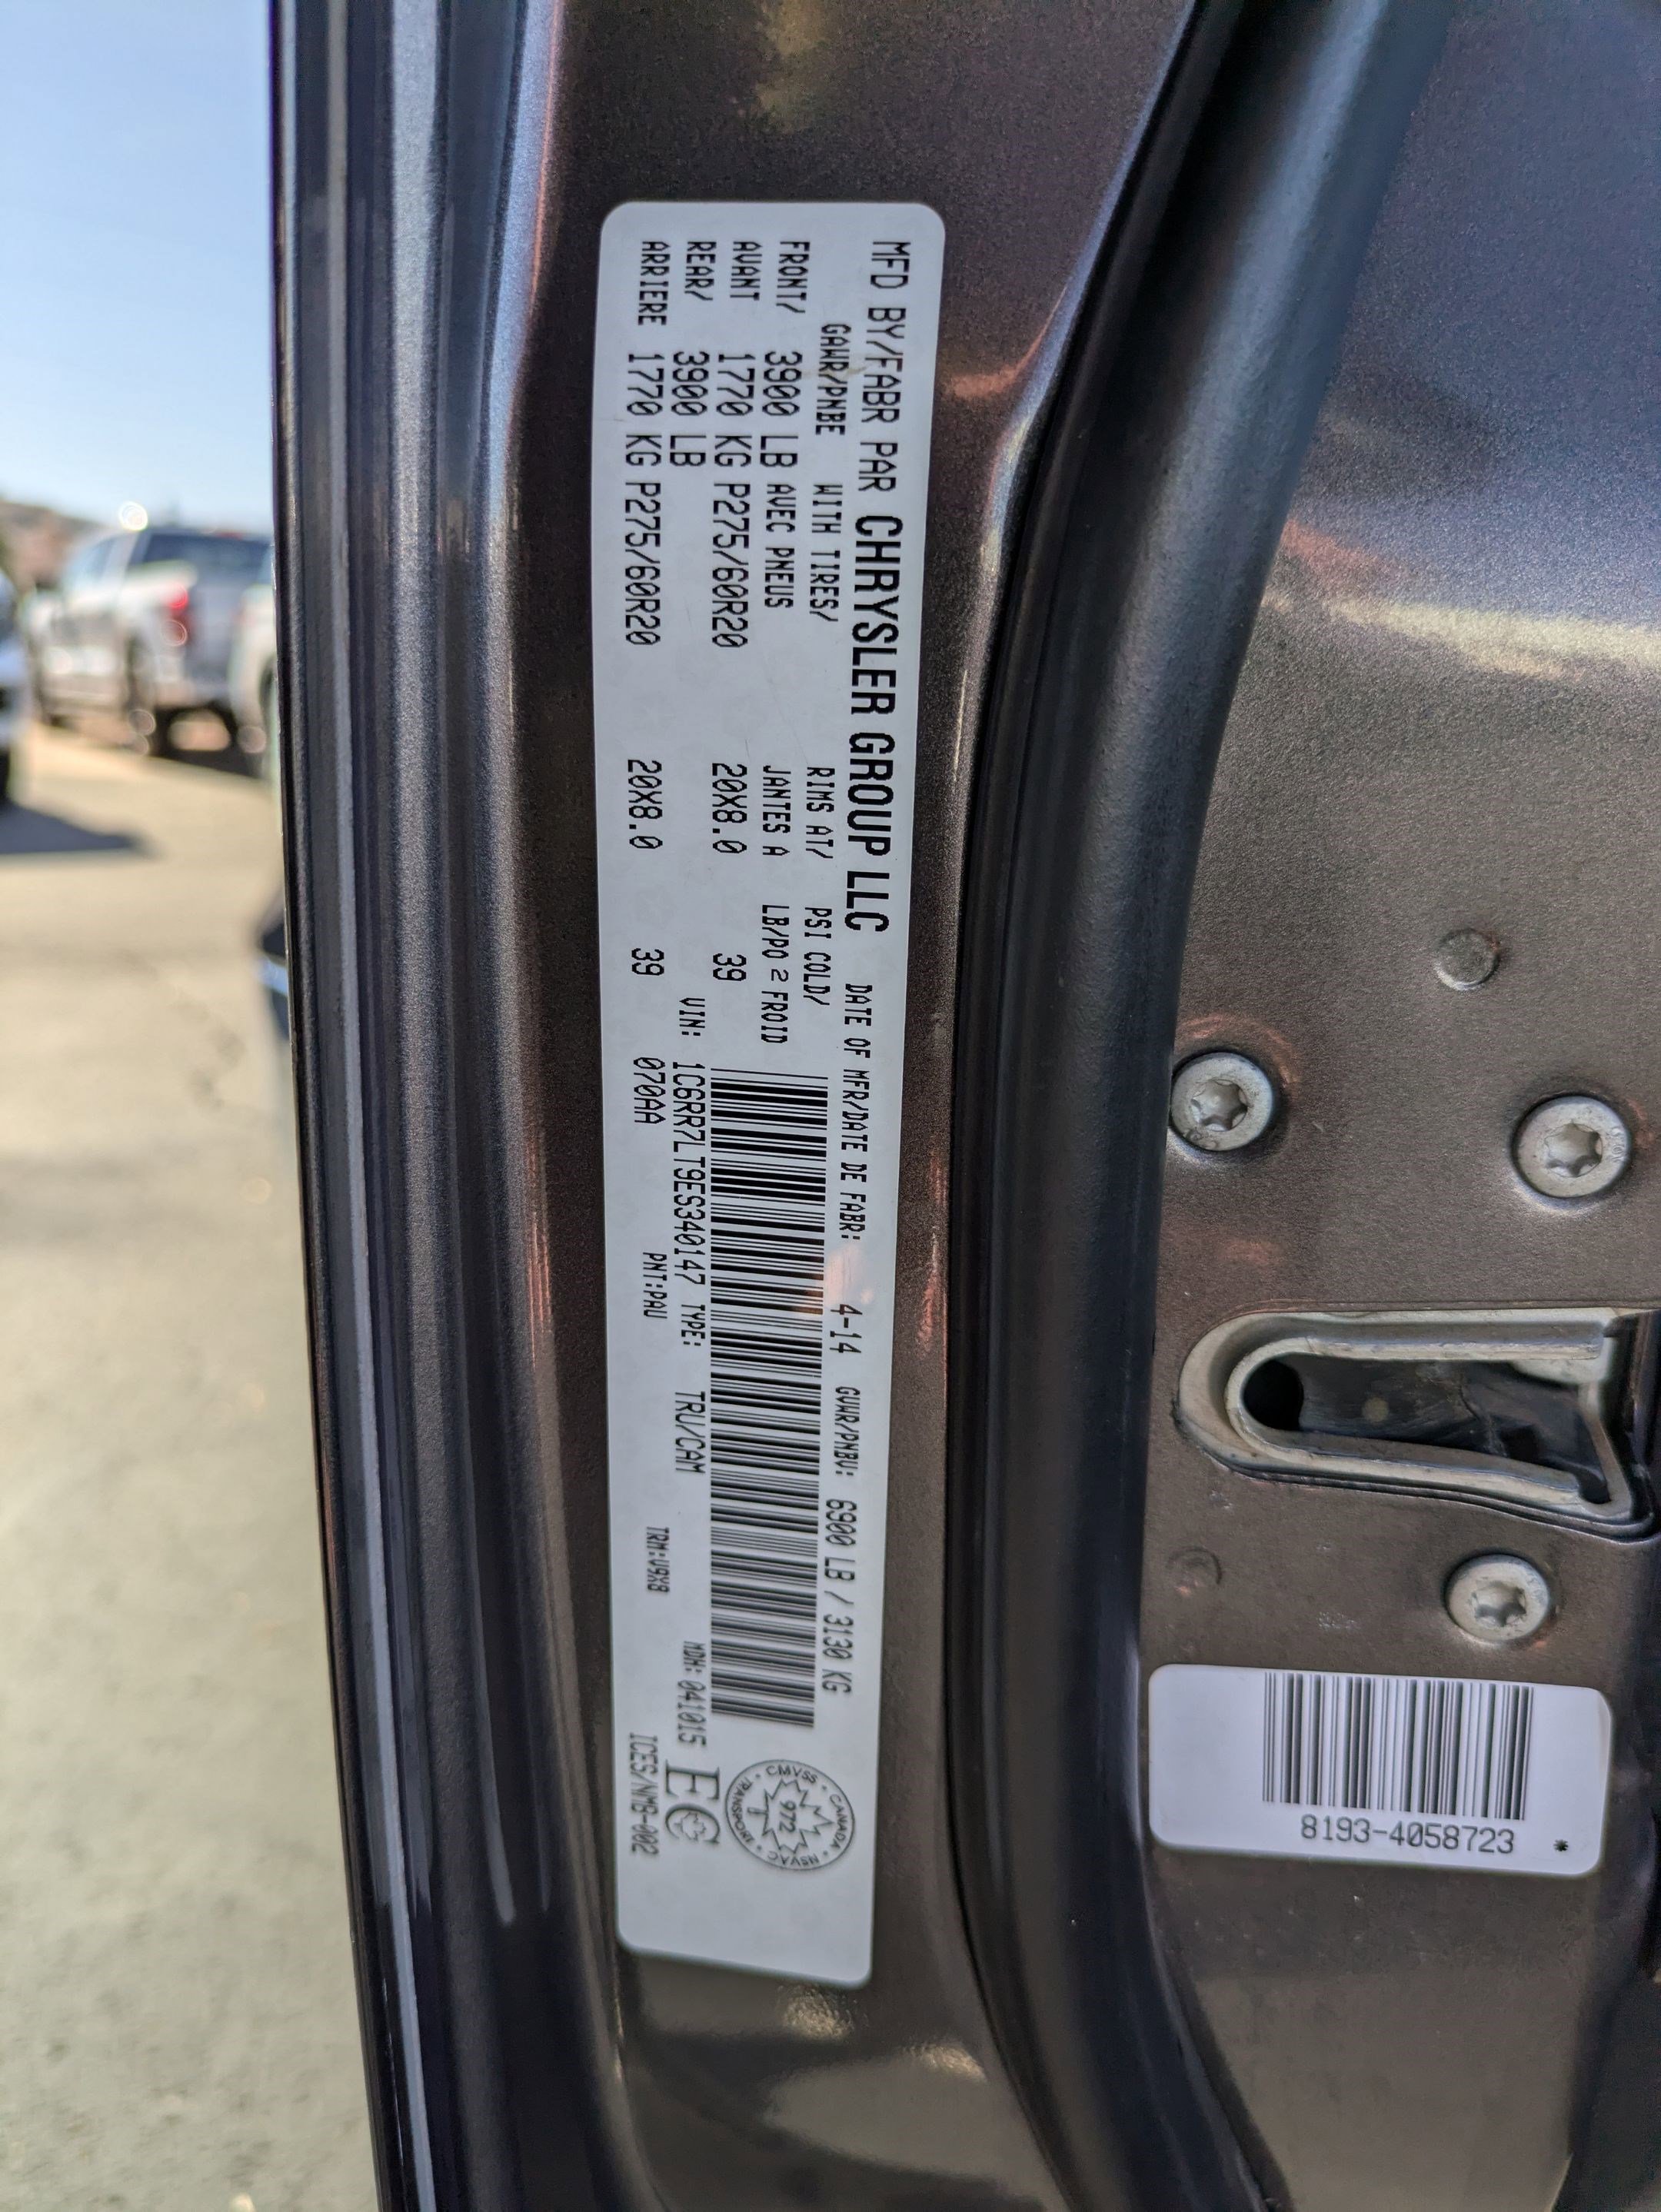 MFD BY/FABR PAR CHRYSLER GROUP LLC DATE OF MFR/DATE DE FABR: 4-14 GVWR/PNBV: 6900 LB / 3130 KG
GAWR/PNBE WITH TIRES/ RIMS AT/ PSI COLD/
FRONT/ 3900 LB AVEC PNEUS JANTES A LB/PO² FROID
AVANT 1770 KG P275/60R20 20X8.0 39
REAR/ 3900 LB VIN: 1C6RR7LT9ES340147 TYPE: TRU/CAM MDH: 041015
ARRIERE 1770 KG P275/60R20 20X8.0 39 070AA PNT:PAU TRM:V9X8 ICES/NMB-002
CMVSS • CANADA • NSVAC • TRANSPORT •
972
EC
8193-4058723 *